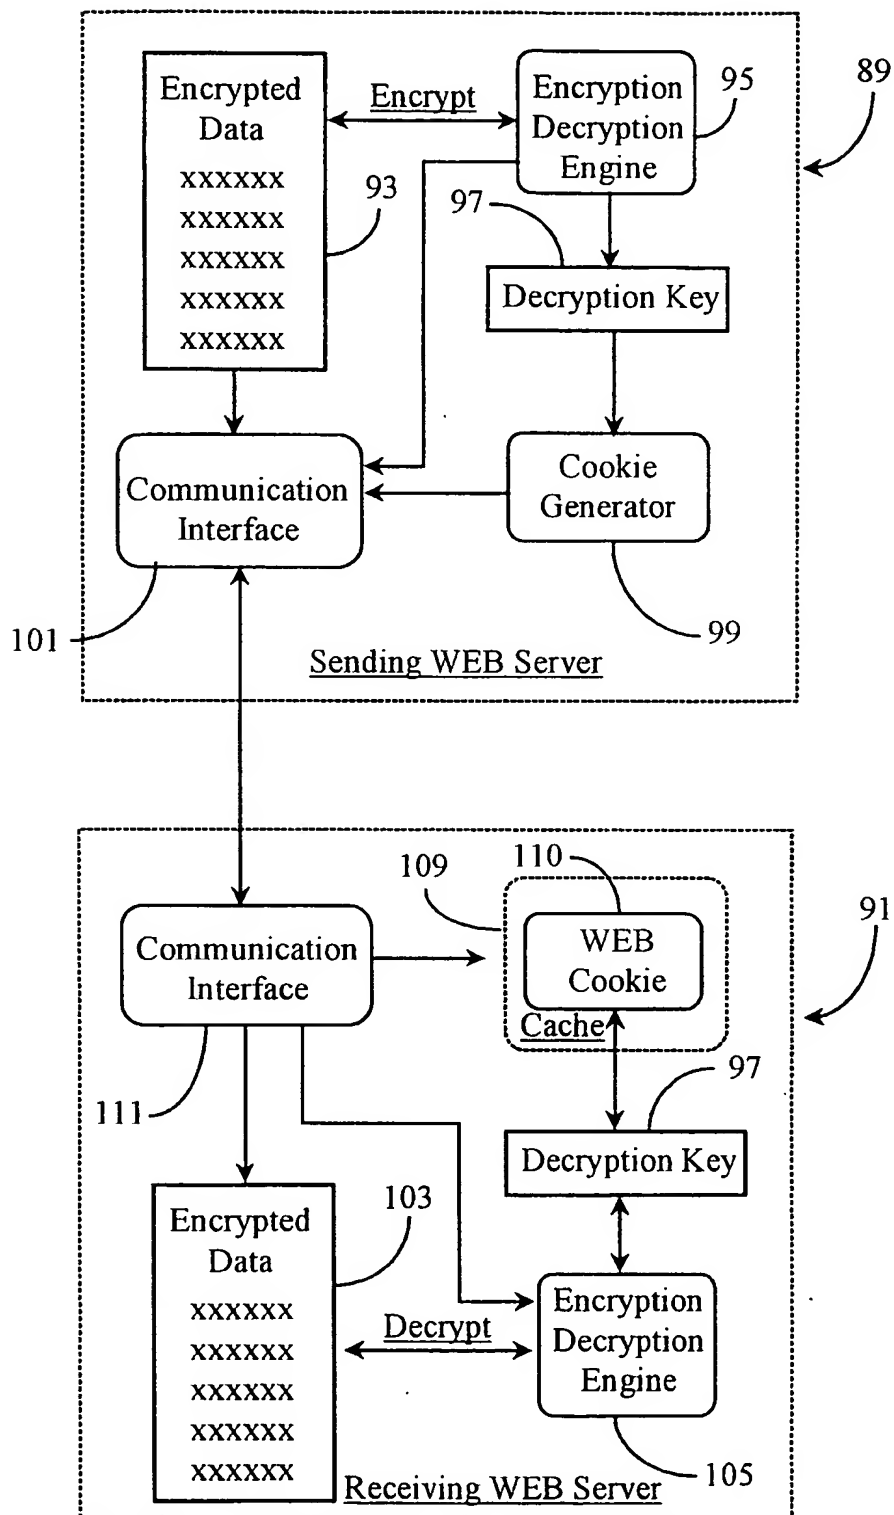 89
Encrypted
Data
xxxxxx
xxxxxx
xxxxxx
xxxxxx
xxxxxx
93
Encrypt
Encryption
Decryption
Engine
95
97
Decryption Key
Communication
Interface
101
Cookie
Generator
99
Sending WEB Server
91
Communication
Interface
111
109
110
WEB
Cookie
Cache
97
Decryption Key
Encrypted
Data
xxxxxx
xxxxxx
xxxxxx
xxxxxx
xxxxxx
103
Decrypt
Encryption
Decryption
Engine
105
Receiving WEB Server